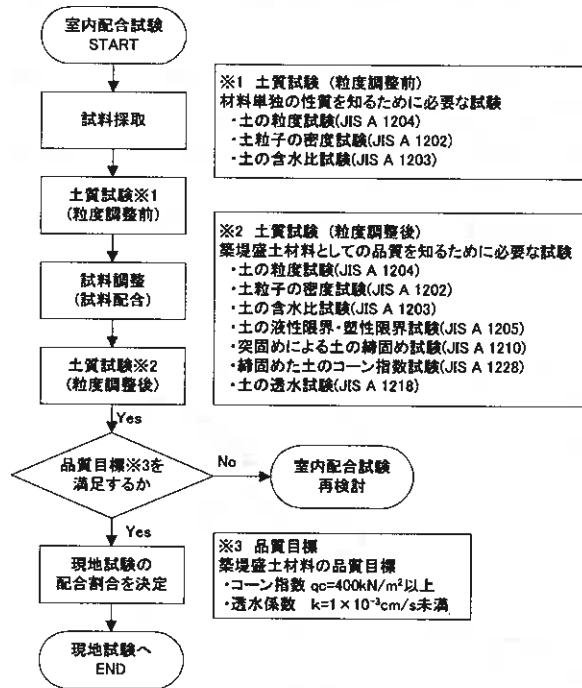 室内配合試験
START
試料採取
土質試験※1
(粒度調整前)
試料調整
(試料配合)
土質試験※2
(粒度調整後)
Yes
品質目標※3を
満足するか
No
室内配合試験
再検討
Yes
現地試験の
配合割合を決定
現地試験へ
END
※1 土質試験 (粒度調整前)
材料単独の性質を知るために必要な試験
・土の粒度試験(JIS A 1204)
・土粒子の密度試験(JIS A 1202)
・土の含水比試験(JIS A 1203)
※2 土質試験 (粒度調整後)
築堤盛土材料としての品質を知るために必要な試験
・土の粒度試験(JIS A 1204)
・土粒子の密度試験(JIS A 1202)
・土の含水比試験(JIS A 1203)
・土の液性限界・塑性限界試験(JIS A 1205)
・突固めによる土の締固め試験(JIS A 1210)
・締固めた土のコーン指数試験(JIS A 1228)
・土の透水試験(JIS A 1218)
※3 品質目標
築堤盛土材料の品質目標
・コーン指数 qc=400kN/m²以上
・透水係数 k=1×10⁻³cm/s未満